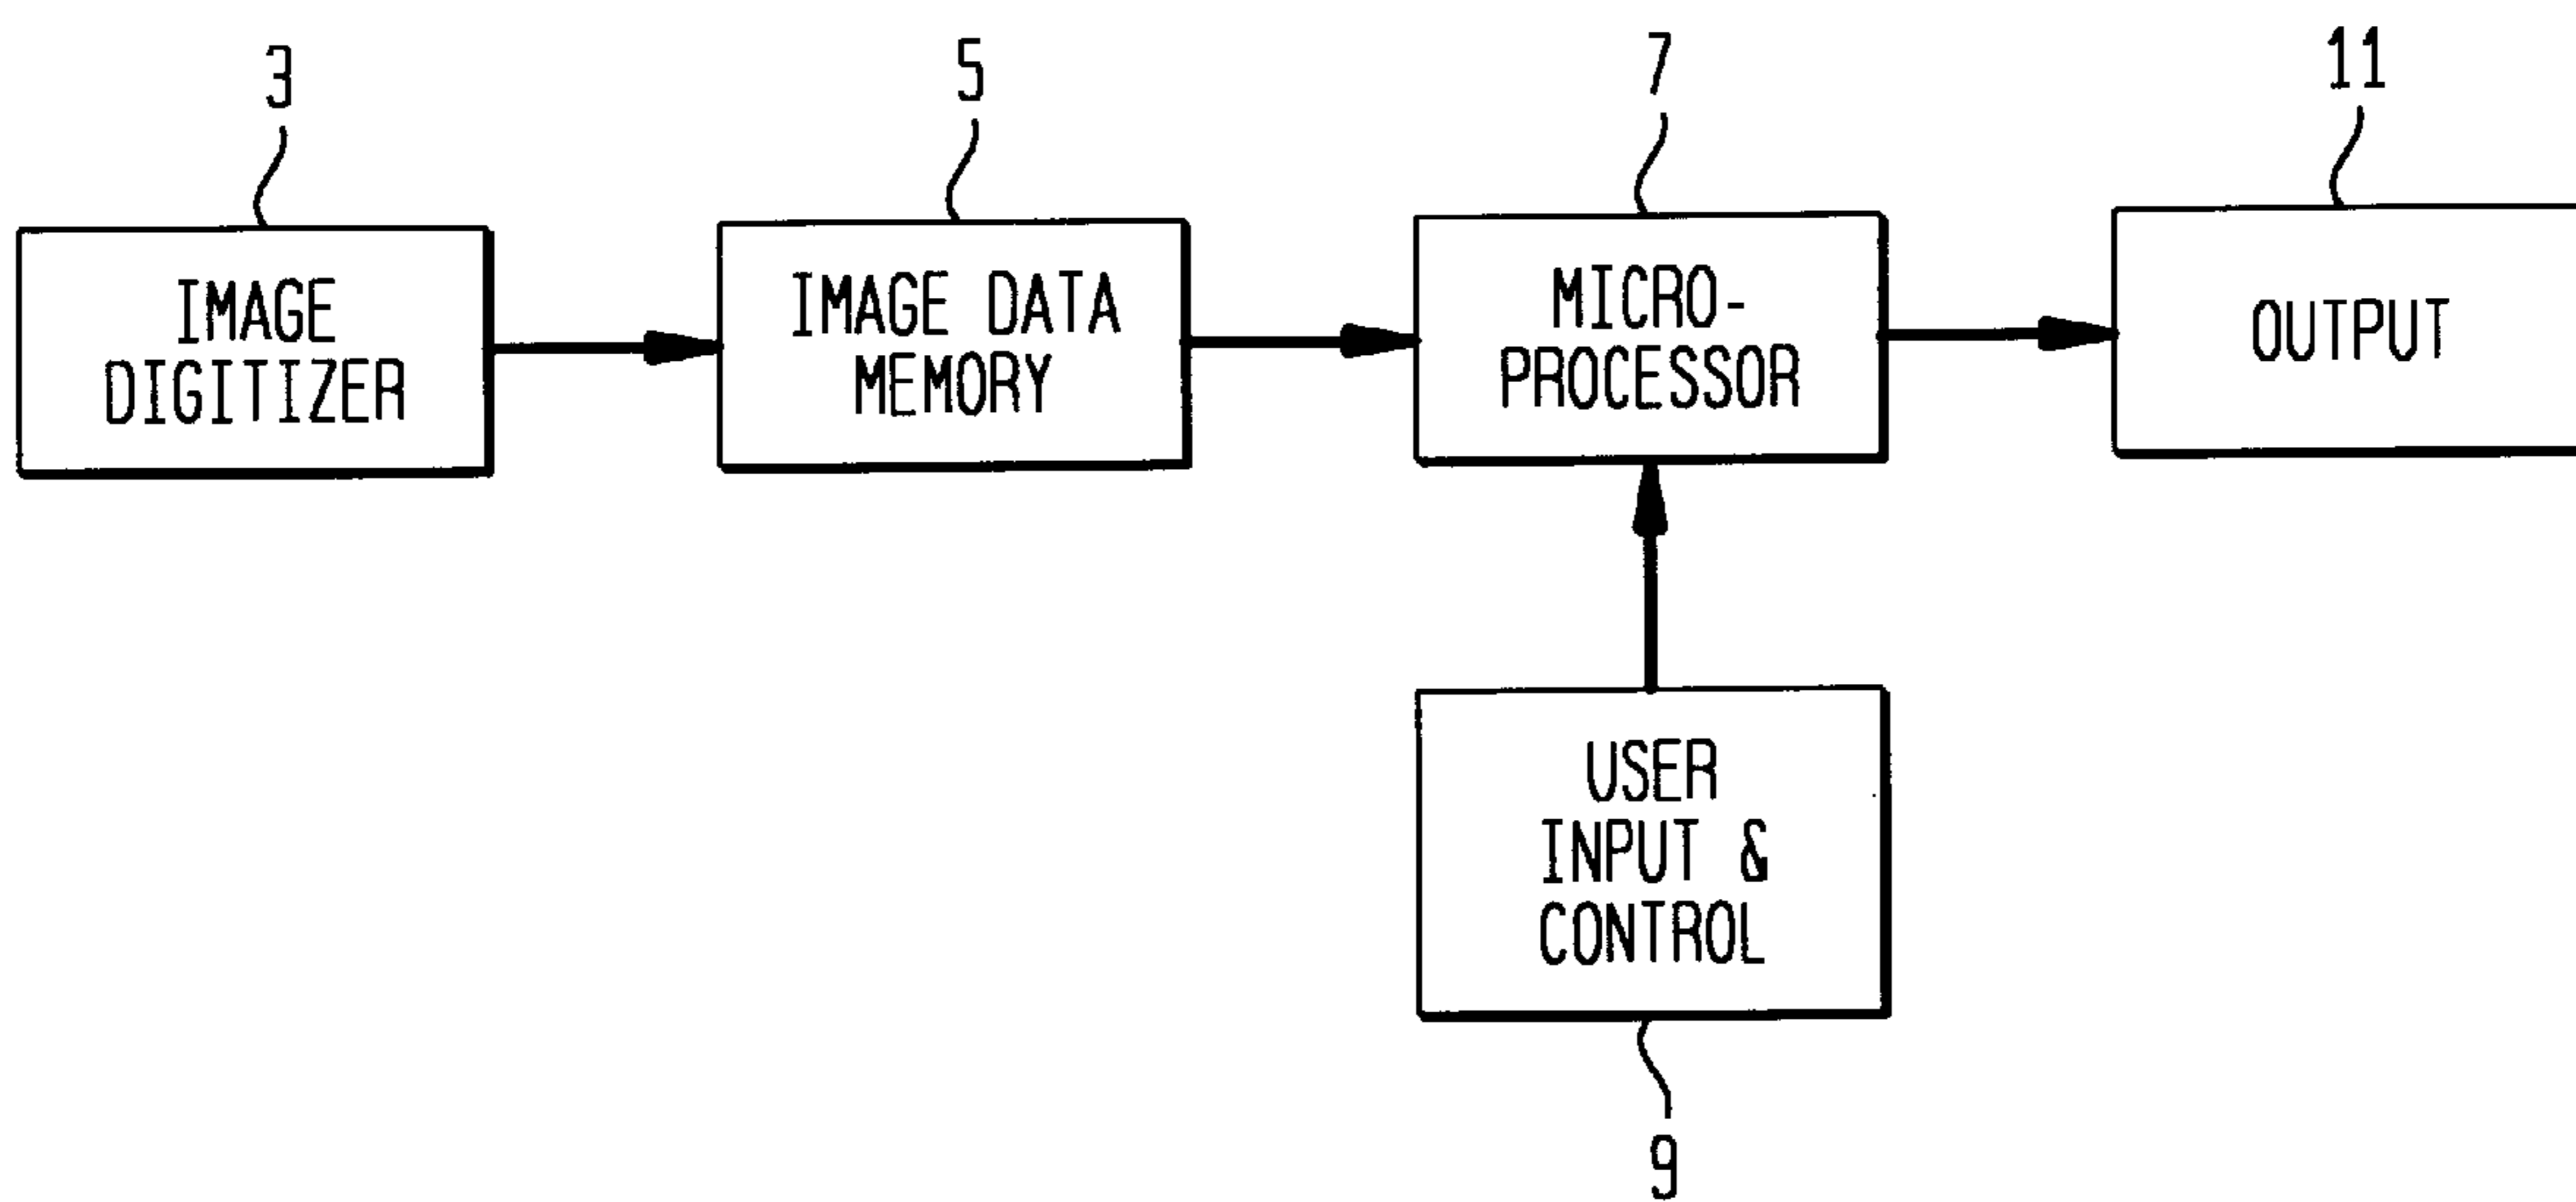 3
5
7
11
IMAGE
DIGITIZER
IMAGE DATA
MEMORY
MICRO-
PROCESSOR
OUTPUT
USER
INPUT &
CONTROL
9